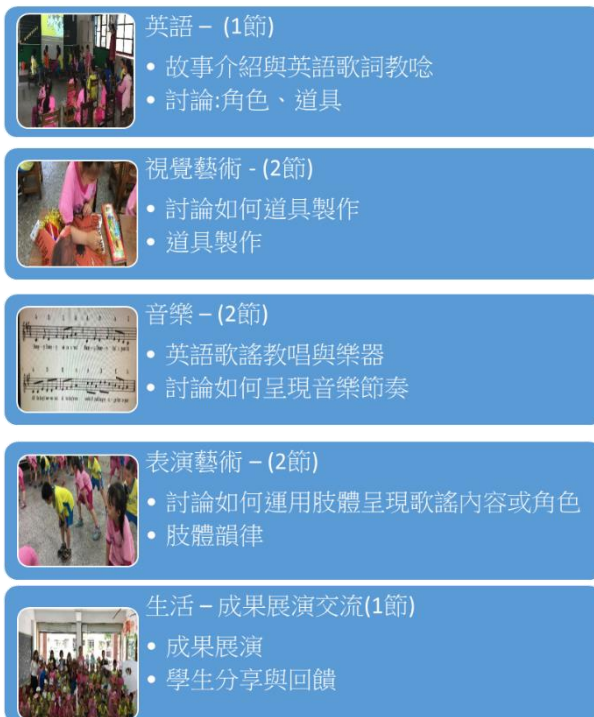 英語 – (1節)
• 故事介紹與英語歌詞教唸
• 討論:角色、道具
視覺藝術 - (2節)
• 討論如何道具製作
• 道具製作
音樂 – (2節)
• 英語歌謠教唱與樂器
• 討論如何呈現音樂節奏
表演藝術 – (2節)
• 討論如何運用肢體呈現歌謠內容或角色
• 肢體韻律
生活 – 成果展演交流(1節)
• 成果展演
• 學生分享與回饋